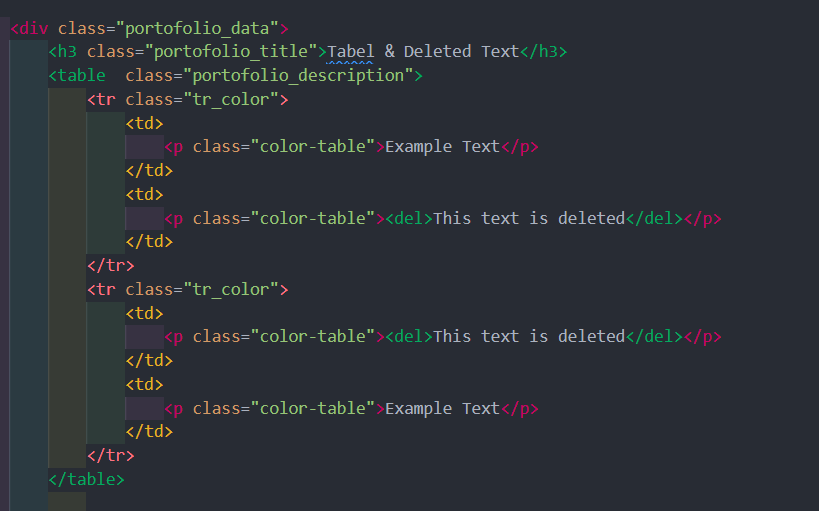 <div class="portofolio_data">
<h3 class="portofolio_title">Tabel & Deleted Text</h3>
<table  class="portofolio_description">
<tr class="tr_color">
<td>
<p class="color-table">Example Text</p>
</td>
<td>
<p class="color-table"><del>This text is deleted</del></p>
</td>
</tr>
<tr class="tr_color">
<td>
<p class="color-table"><del>This text is deleted</del></p>
</td>
<td>
<p class="color-table">Example Text</p>
</td>
</tr>
</table>